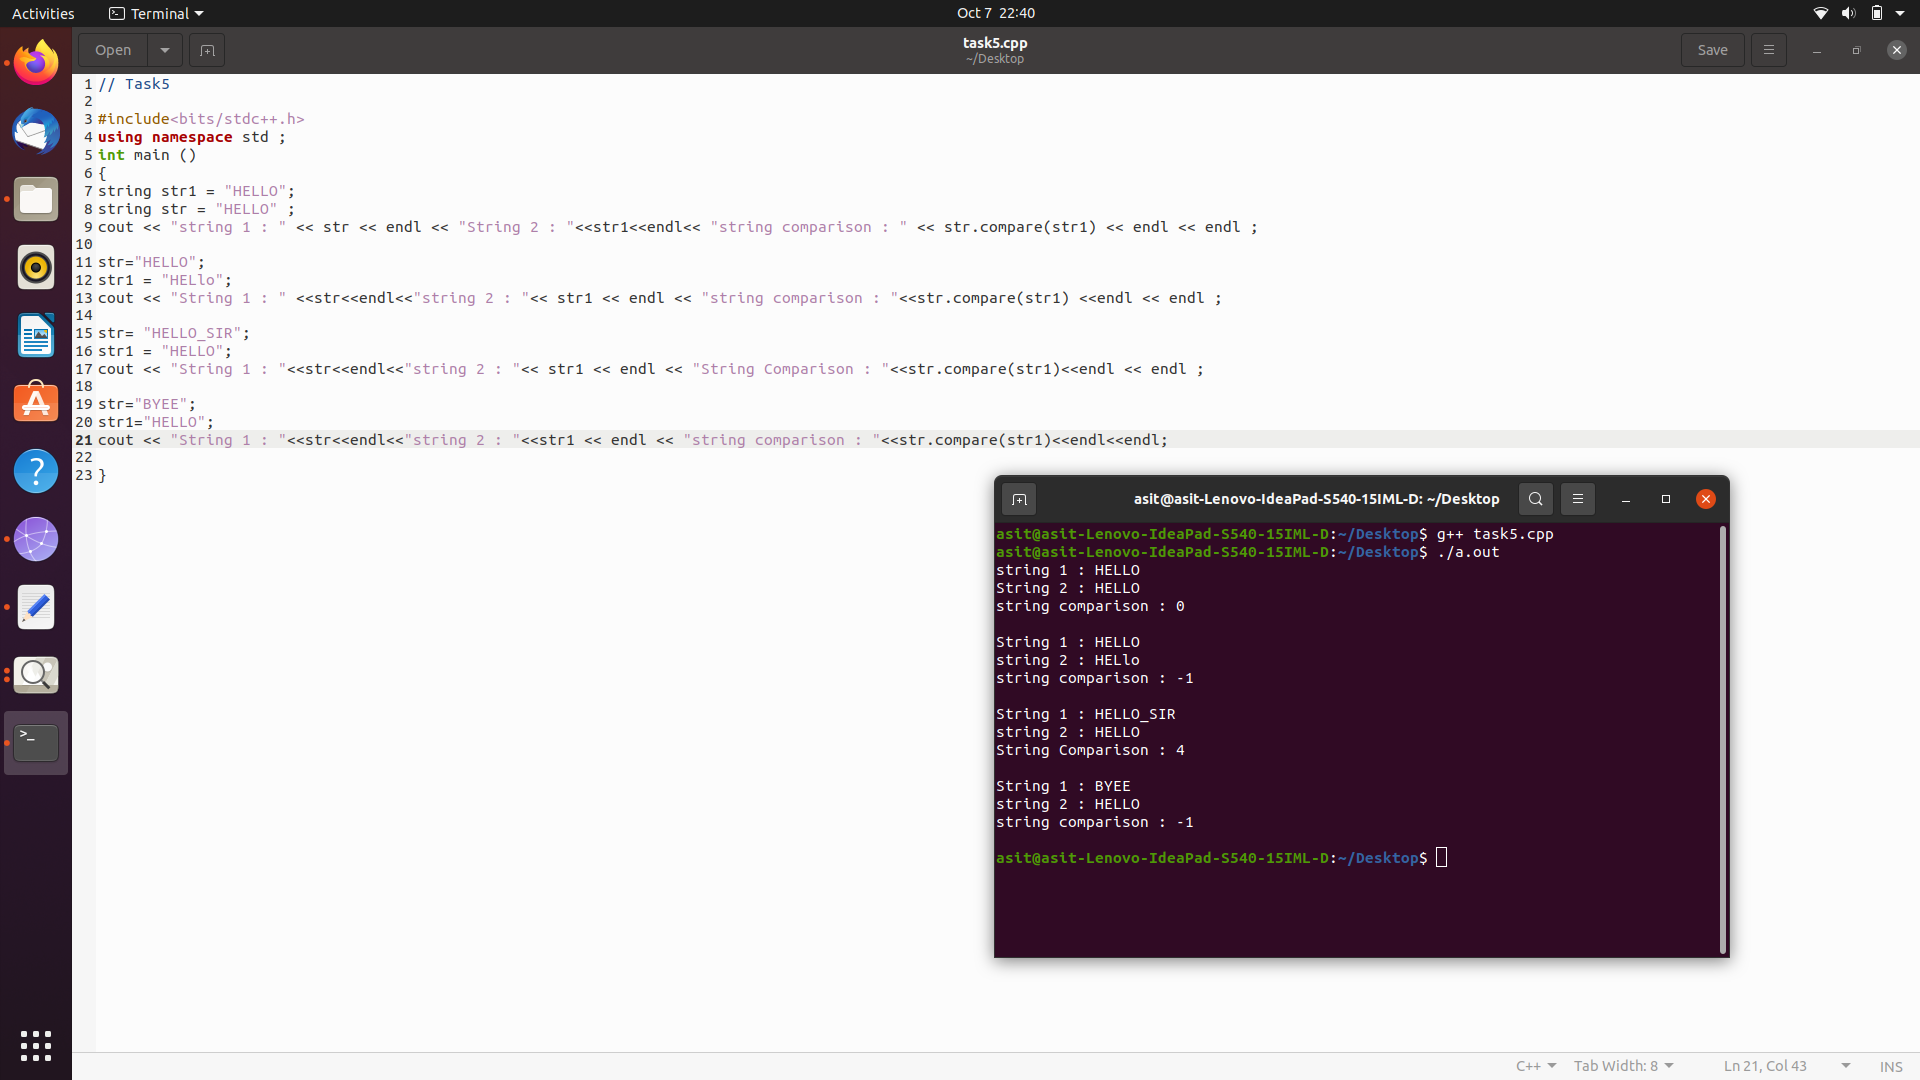 Activities
Terminal
Oct 7 22:40
Open
task5.cpp
~/Desktop
Save
1 // Task5
2
3 #include<bits/stdc++.h>
4 using namespace std ;
5 int main ()
6 {
7 string str1 = "HELLO";
8 string str = "HELLO" ;
9 cout << "string 1 : " << str << endl << "String 2 : "<<str1<<endl<< "string comparison : " << str.compare(str1) << endl << endl ;
10
11 str="HELLO";
12 str1 = "HELlo";
13 cout << "String 1 : " <<str<<endl<<"string 2 : "<< str1 << endl << "string comparison : "<<str.compare(str1) <<endl << endl ;
14
15 str= "HELLO_SIR";
16 str1 = "HELLO";
17 cout << "String 1 : "<<str<<endl<<"string 2 : "<< str1 << endl << "String Comparison : "<<str.compare(str1)<<endl << endl ;
18
19 str="BYEE";
20 str1="HELLO";
21 cout << "String 1 : "<<str<<endl<<"string 2 : "<<str1 << endl << "string comparison : "<<str.compare(str1)<<endl<<endl;
22
23 }
asit@asit-Lenovo-IdeaPad-S540-15IML-D: ~/Desktop
asit@asit-Lenovo-IdeaPad-S540-15IML-D:~/Desktop$ g++ task5.cpp
asit@asit-Lenovo-IdeaPad-S540-15IML-D:~/Desktop$ ./a.out
string 1 : HELLO
String 2 : HELLO
string comparison : 0
String 1 : HELLO
string 2 : HELlo
string comparison : -1
String 1 : HELLO_SIR
string 2 : HELLO
String Comparison : 4
String 1 : BYEE
string 2 : HELLO
string comparison : -1
asit@asit-Lenovo-IdeaPad-S540-15IML-D:~/Desktop$
C++
Tab Width: 8
Ln 21, Col 43
INS